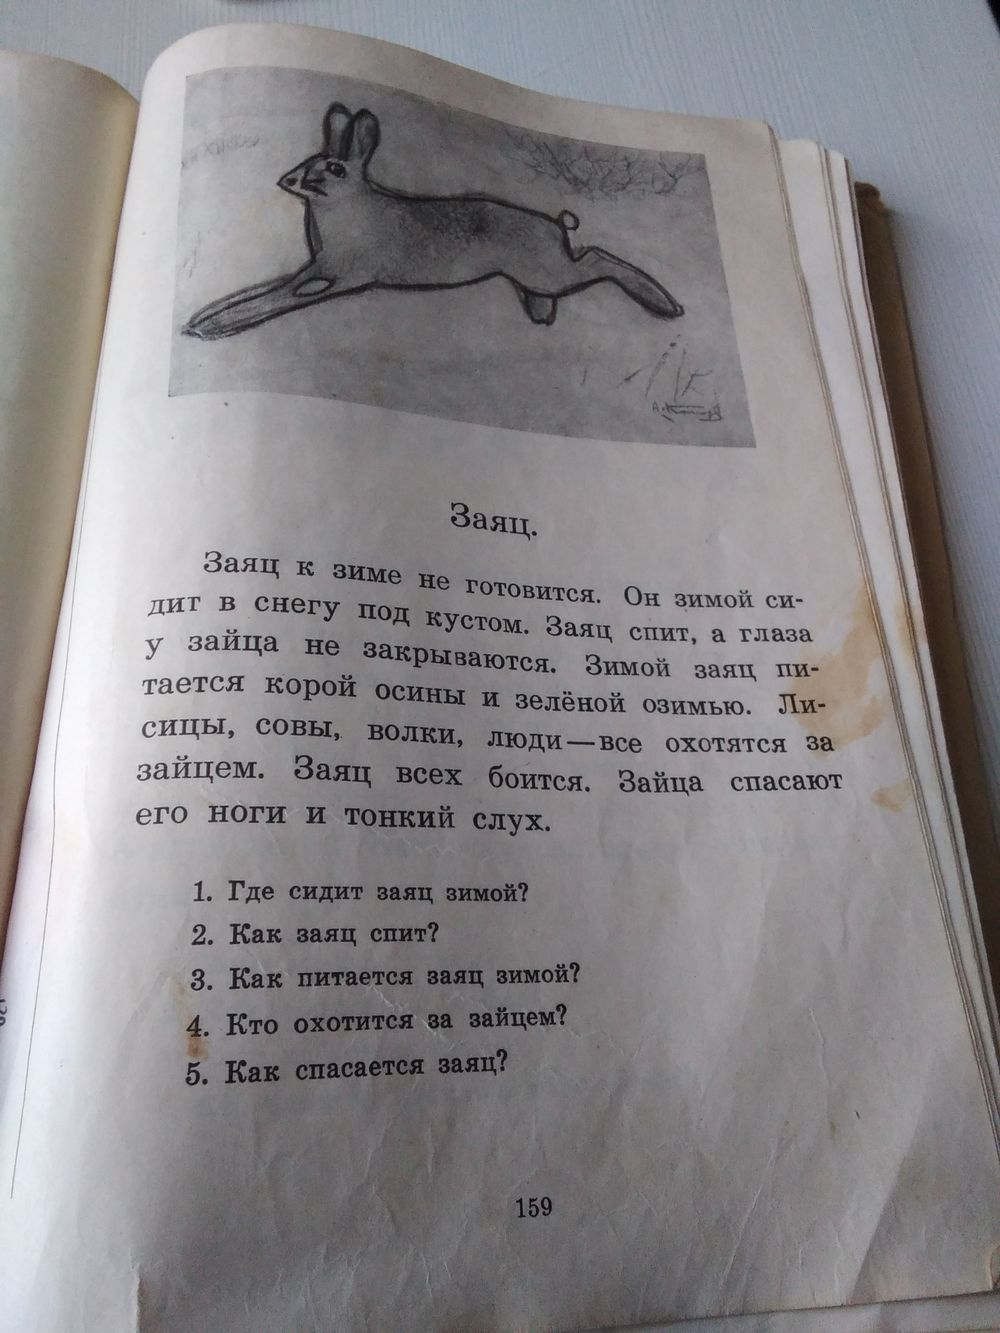 Заяц.
Заяц к зиме не готовится. Он зимой си-
дит в снегу под кустом. Заяц спит, а глаза
у зайца не закрываются. Зимой заяц пи-
тается корой осины и зелёной озимью. Ли-
сицы, совы, волки, люди — все охотятся за
зайцем. Заяц всех боится. Зайца спасают
его ноги и тонкий слух.
1. Где сидит заяц зимой?
2. Как заяц спит?
3. Как питается заяц зимой?
4. Кто охотится за зайцем?
5. Как спасается заяц?
159